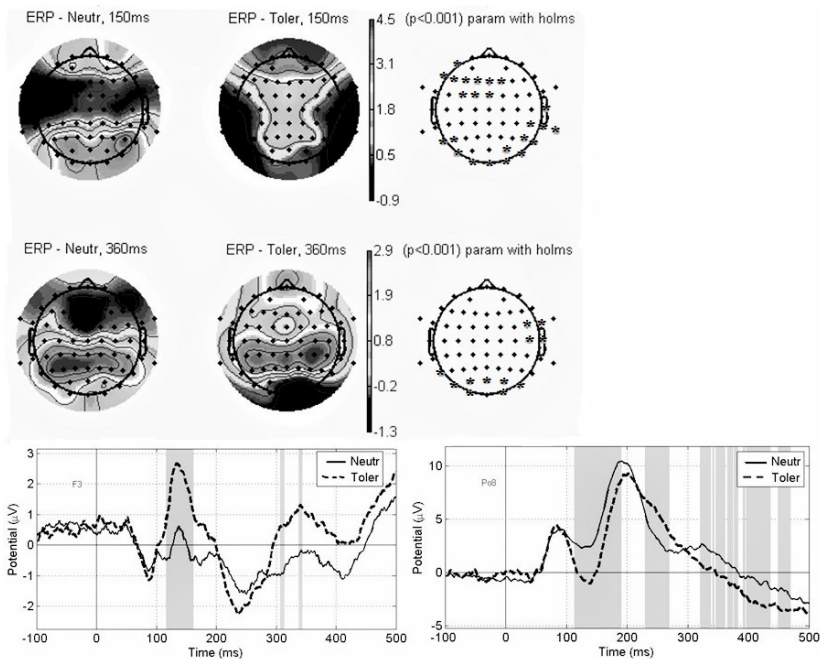 ERP - Neutr, 150ms
ERP - Toler, 150ms
(p<0.001) param with holms
4.5
3.1
1.8
0.5
-0.9
ERP - Neutr, 360ms
ERP - Toler, 360ms
(p<0.001) param with holms
2.9
1.9
0.8
-0.2
-1.3
F3
Neutr
Toler
Potential (μV)
3
2
1
0
-1
-2
-100 0 100 200 300 400 500
Time (ms)
Po8
Neutr
Toler
Potential (μV)
10
5
0
-5
-100 0 100 200 300 400 500
Time (ms)